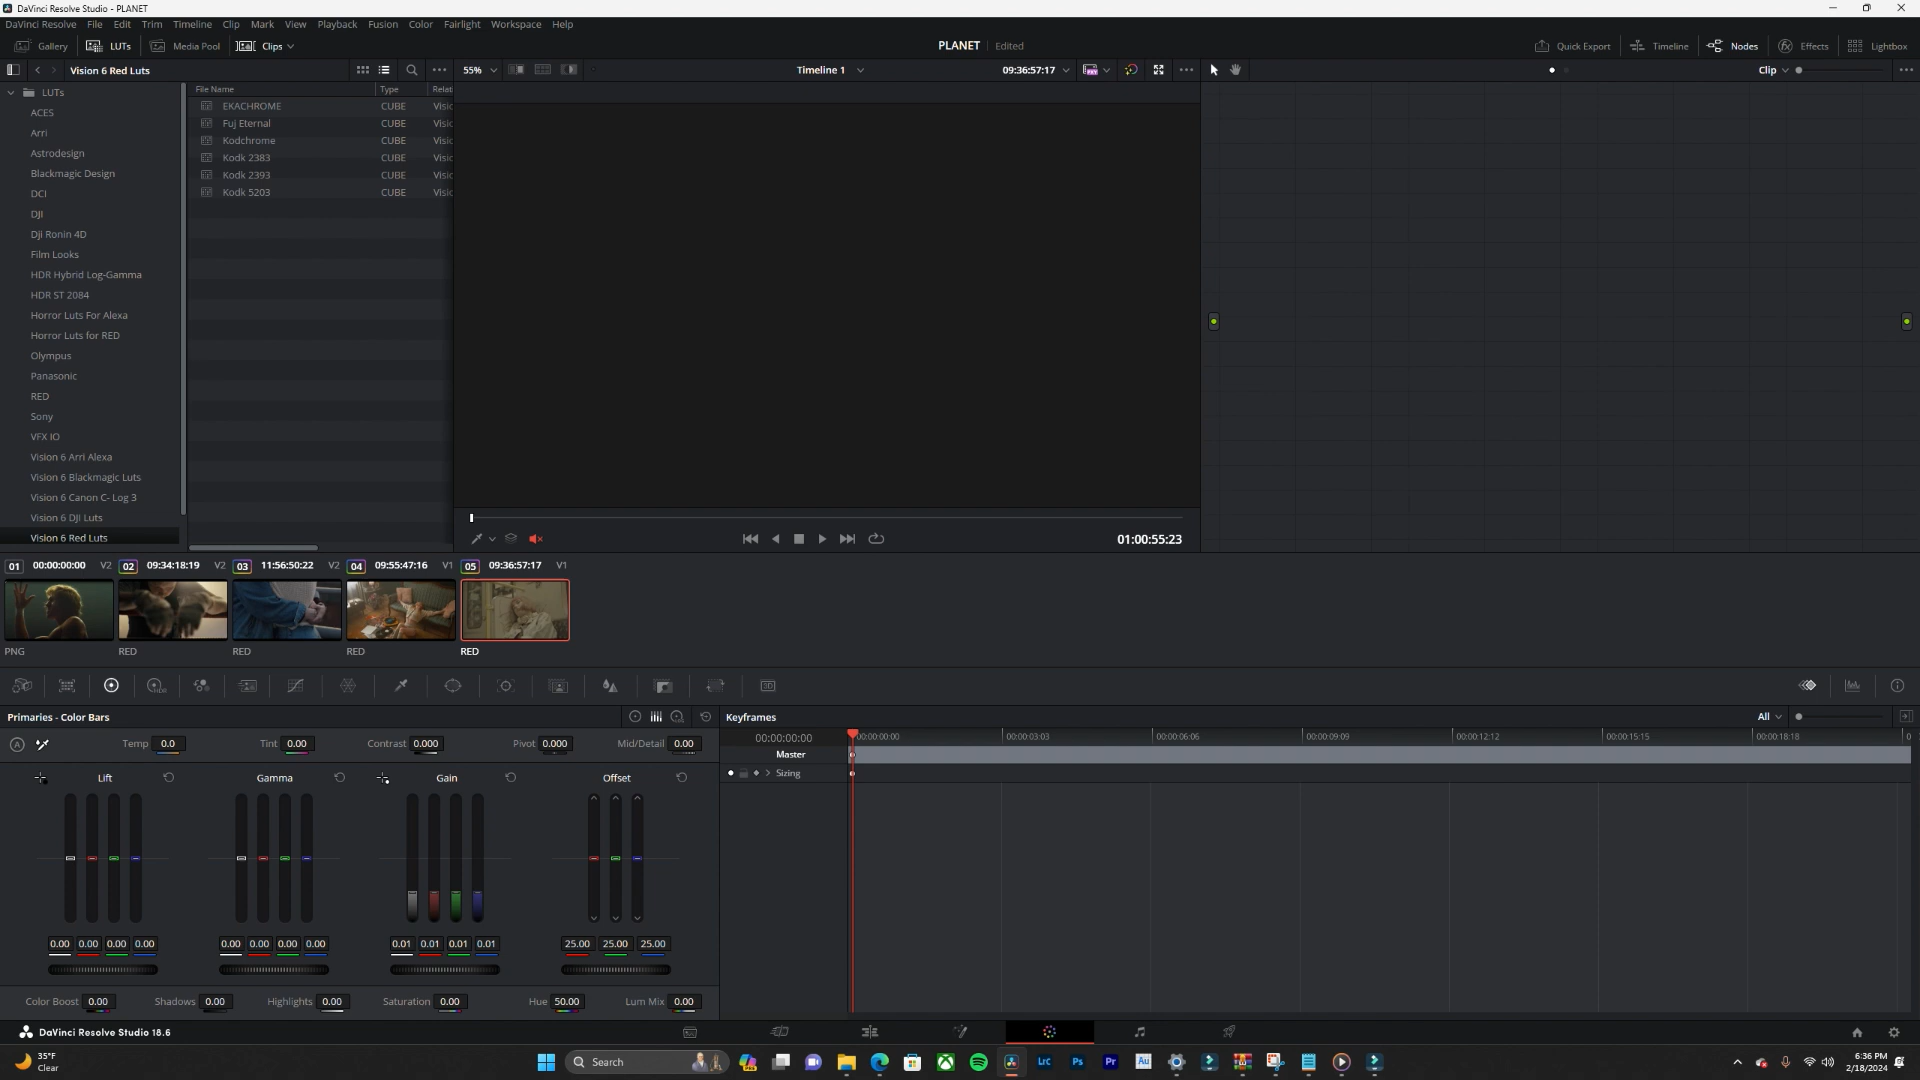 DaVinci Resolve Studio - PLANET
DaVinci Resolve File Edit Trim Timeline Clip Mark View Playback Fusion Color Fairlight Workspace Help
Gallery LUTs Media Pool Clips PLANET Edited Quick Export Timeline Nodes Effects Lightbox
Vision 6 Red Luts 55% Timeline 1 09:36:57:17 Clip
LUTs File Name Type Relat
ACES EKACHROME CUBE Visic
Arri Fuj Eternal CUBE Visic
Astrodesign Kodchrome CUBE Visic
Blackmagic Design Kodk 2383 CUBE Visic
DCI Kodk 2393 CUBE Visic
DJI Kodk 5203 CUBE Visic
Dji Ronin 4D
Film Looks
HDR Hybrid Log-Gamma
HDR ST 2084
Horror Luts For Alexa
Horror Luts for RED
Olympus
Panasonic
RED
Sony
VFX IO
Vision 6 Arri Alexa
Vision 6 Blackmagic Luts
Vision 6 Canon C- Log 3
Vision 6 DJI Luts
Vision 6 Red Luts
01:00:55:23
01 00:00:00:00 V2 02 09:34:18:19 V2 03 11:56:50:22 V2 04 09:55:47:16 V1 05 09:36:57:17 V1
PNG RED RED RED RED
HDR
3D
Primaries - Color Bars Keyframes All
A Temp 0.0 Tint 0.00 Contrast 0.000 Pivot 0.000 Mid/Detail 0.00
00:00:00:00 00:00:00:00 00:00:03:03 00:00:06:06 00:00:09:09 00:00:12:12 00:00:15:15 00:00:18:18 0
Master
Lift Gamma Gain Offset Sizing
0.00 0.00 0.00 0.00 0.00 0.00 0.00 0.00 0.01 0.01 0.01 0.01 25.00 25.00 25.00
Color Boost 0.00 Shadows 0.00 Highlights 0.00 Saturation 0.00 Hue 50.00 Lum Mix 0.00
DaVinci Resolve Studio 18.6
35°F
Clear
Search
Lrc Ps Pr Au
6:36 PM
2/18/2024